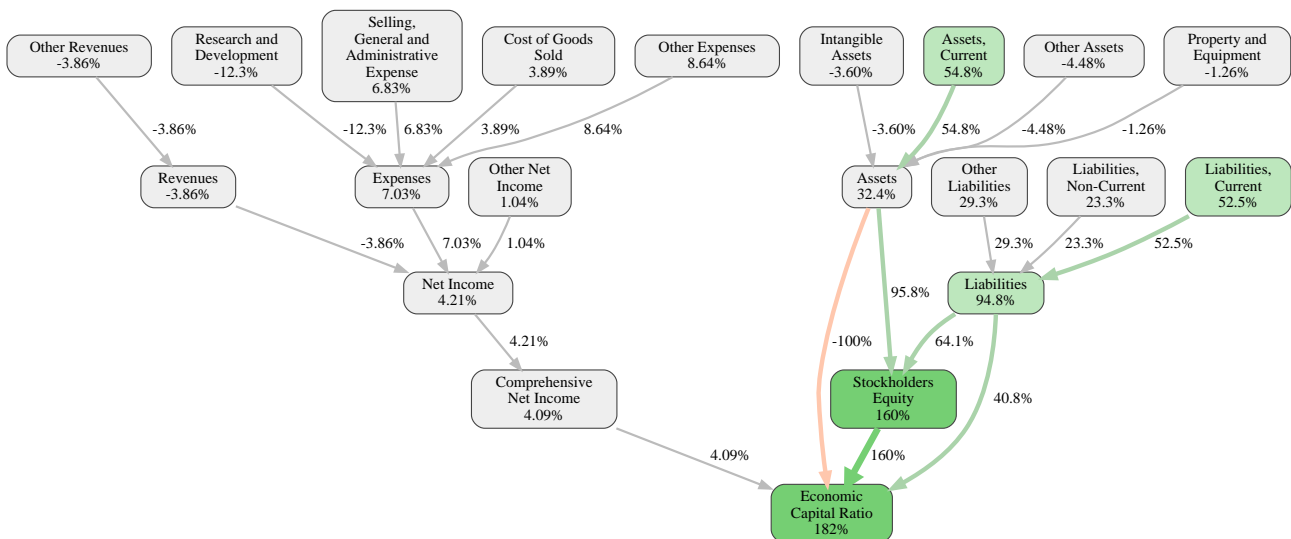 Other Revenues
-3.86%
Research and
Development
-12.3%
Selling,
General and
Administrative
Expense
6.83%
Cost of Goods
Sold
3.89%
Other Expenses
8.64%
Intangible
Assets
-3.60%
Assets,
Current
54.8%
Other Assets
-4.48%
Property and
Equipment
-1.26%
-3.86%
-12.3%
6.83%
3.89%
8.64%
-3.60%
54.8%
-4.48%
-1.26%
Revenues
-3.86%
Expenses
7.03%
Other Net
Income
1.04%
Assets
32.4%
Other
Liabilities
29.3%
Liabilities,
Non-Current
23.3%
Liabilities,
Current
52.5%
-3.86%
7.03%
1.04%
29.3%
23.3%
52.5%
Net Income
4.21%
Liabilities
94.8%
95.8%
4.21%
-100%
64.1%
Comprehensive
Net Income
4.09%
Stockholders
Equity
160%
40.8%
4.09%
160%
Economic
Capital Ratio
182%